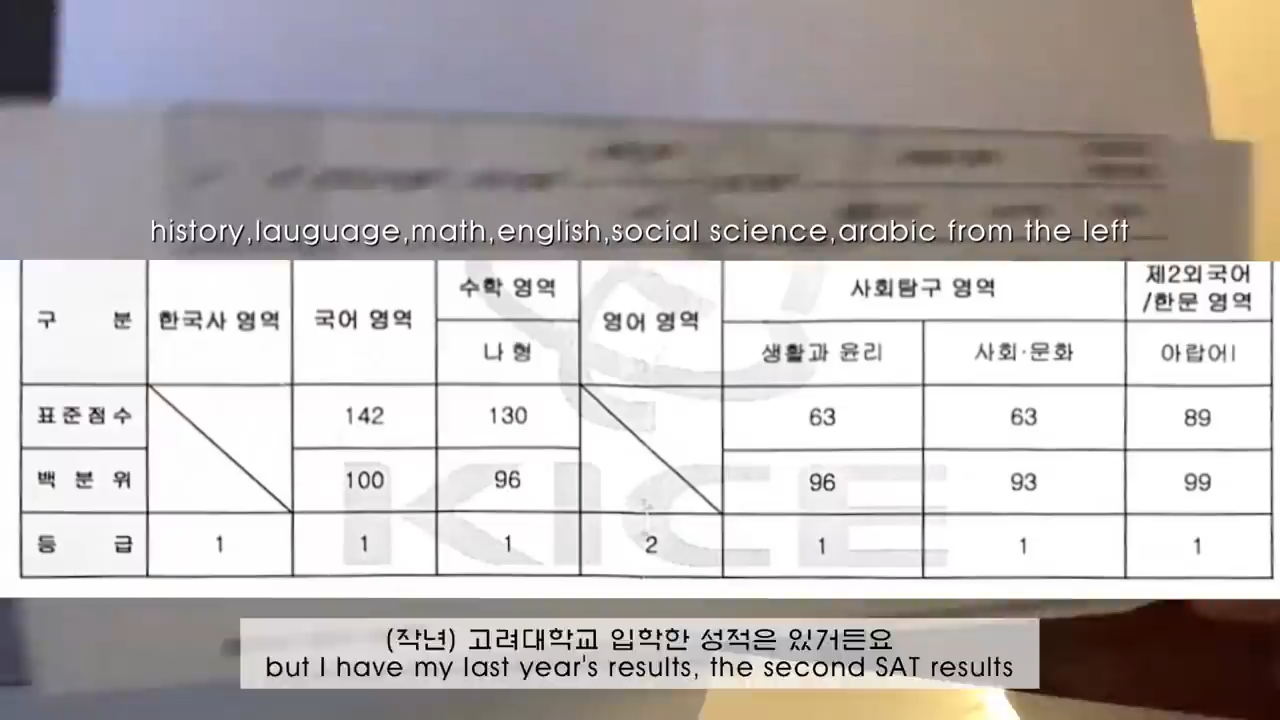 history,lauguage,math,english,social science,arabic from the left
구 분 한국사 영역 국어 영역 수학 영역 영어 영역 사회탐구 영역 제2외국어
/한문 영역
나 형 생활과 윤리 사회·문화 아랍어Ⅰ
표준점수 142 130 63 63 89
백 분 위 100 96 96 93 99
등 급 1 1 1 2 1 1 1
KICE
(작년) 고려대학교 입학한 성적은 있거든요
but I have my last year's results, the second SAT results